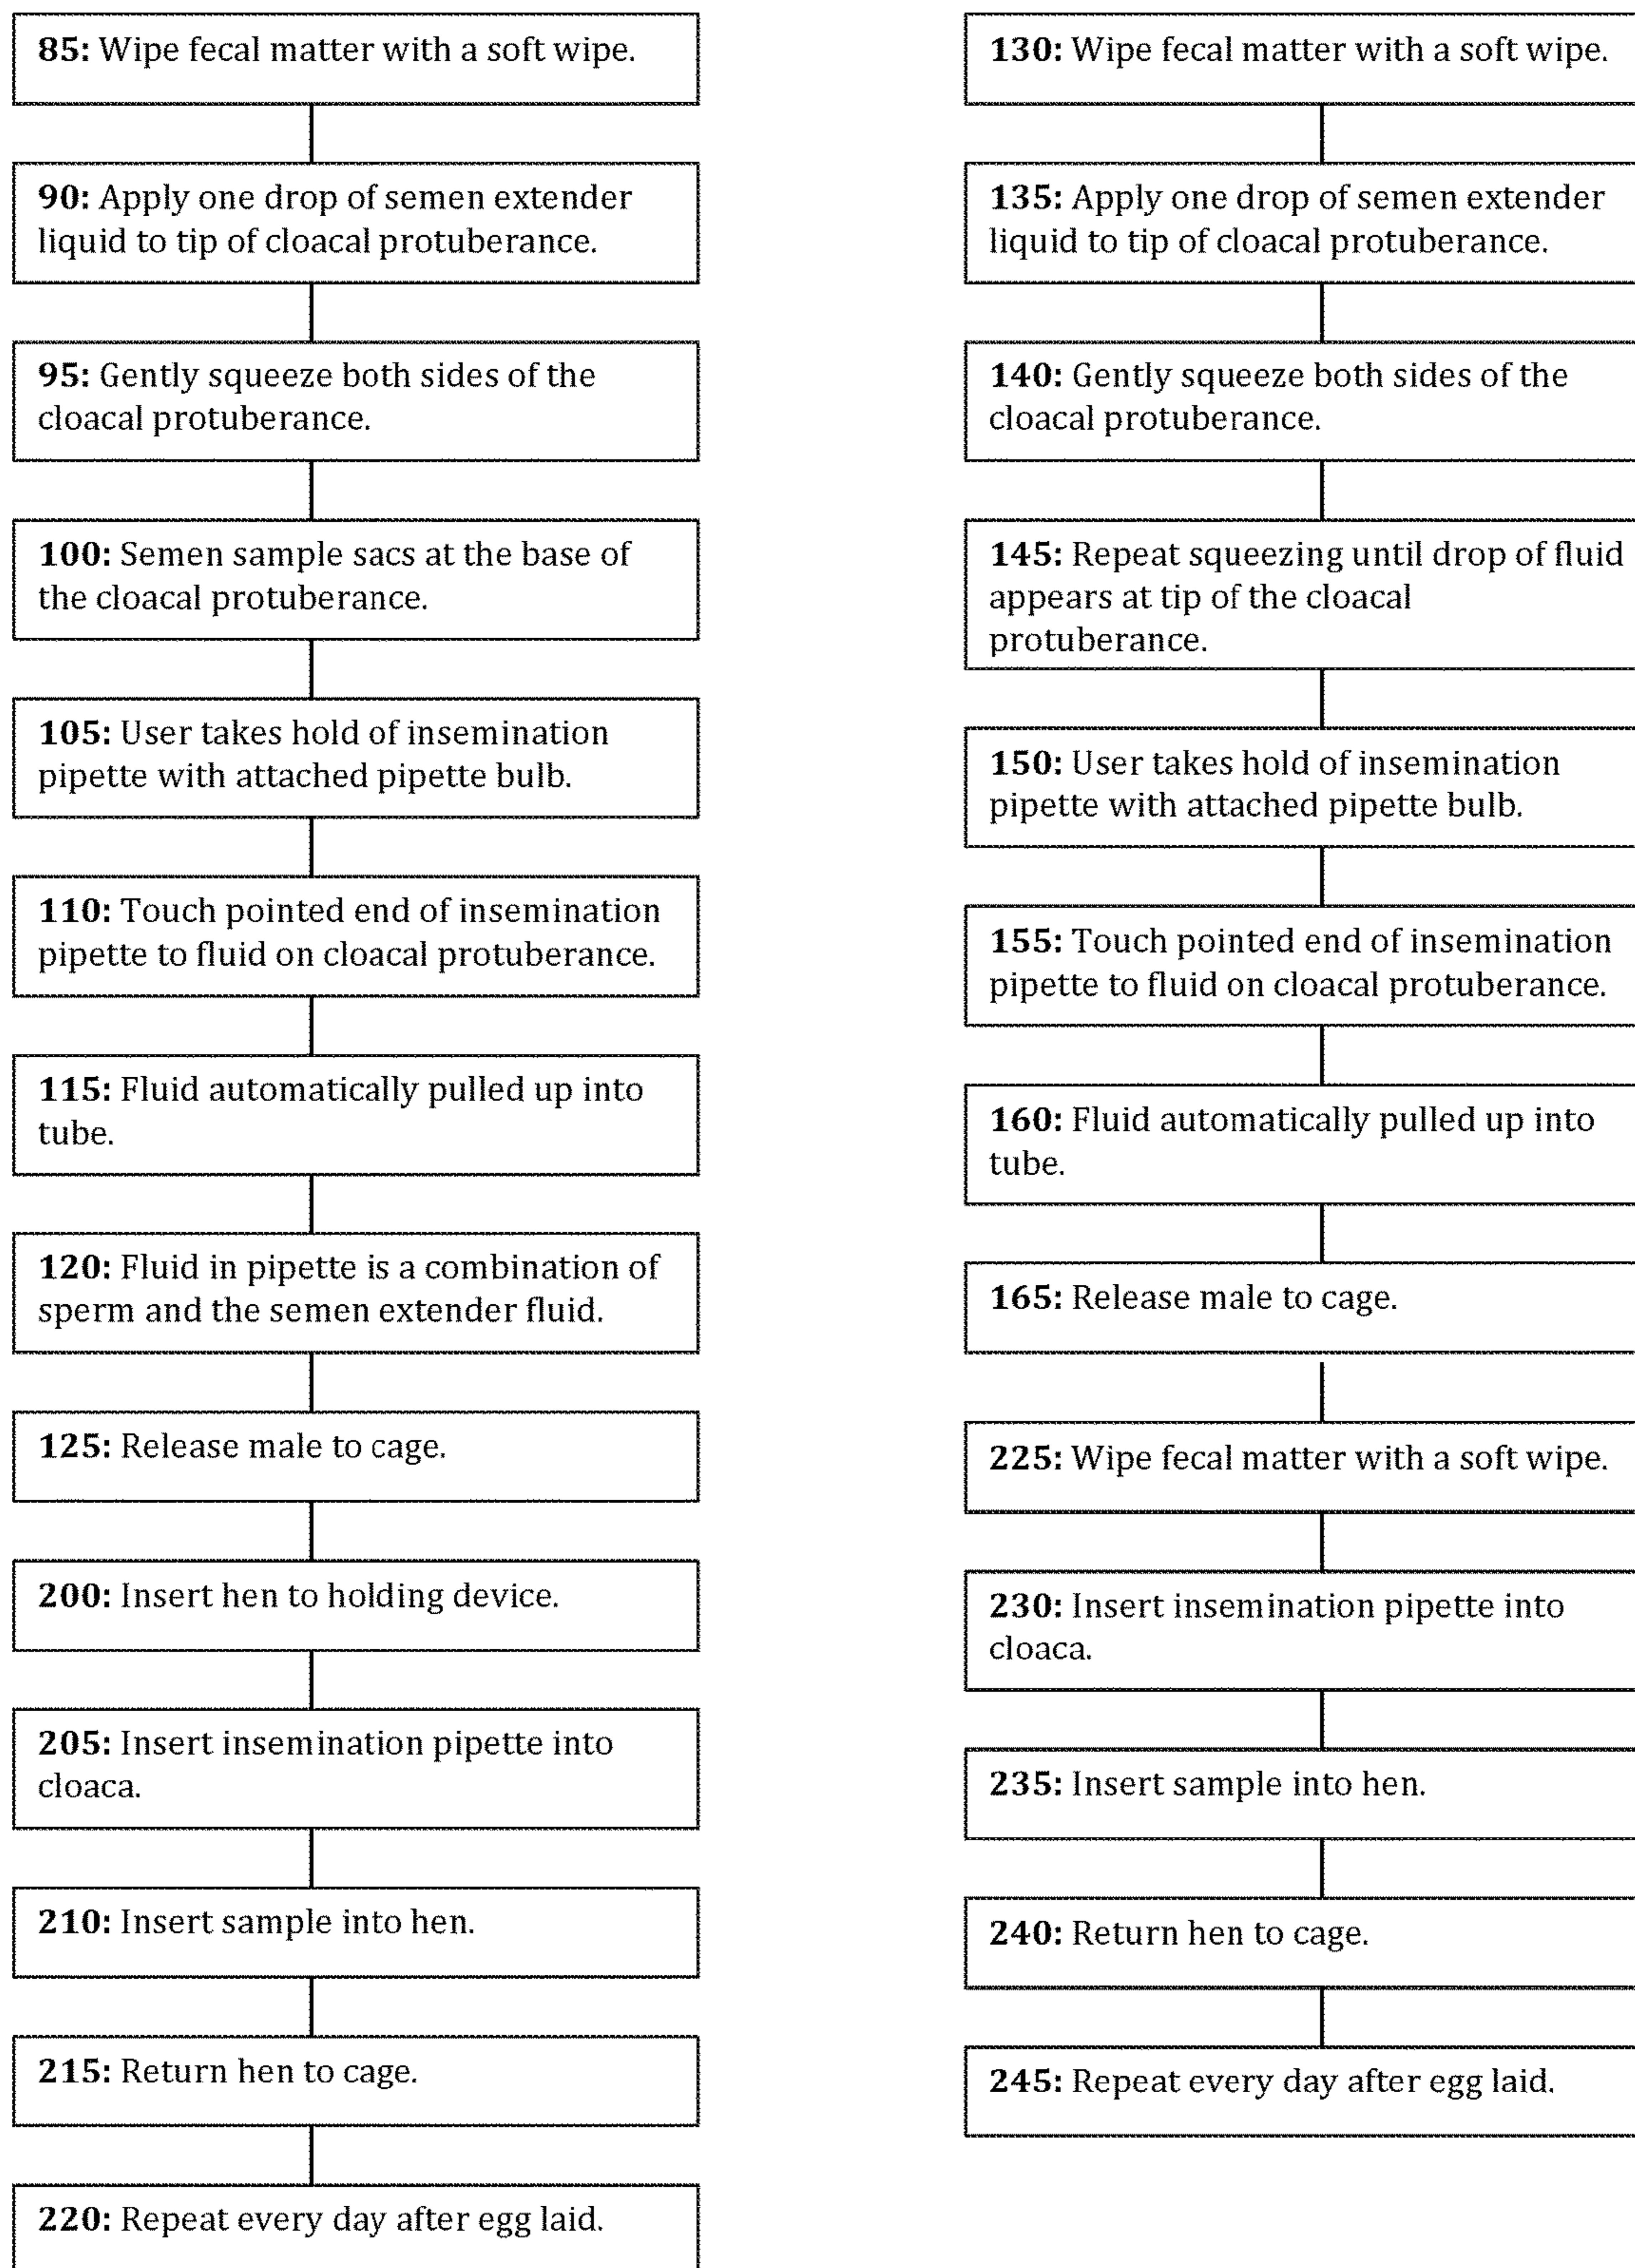 85: Wipe fecal matter with a soft wipe.
90: Apply one drop of semen extender
liquid to tip of cloacal protuberance.
95: Gently squeeze both sides of the
cloacal protuberance.
100: Semen sample sacs at the base of
the cloacal protuberance.
105: User takes hold of insemination
pipette with attached pipette bulb.
110: Touch pointed end of insemination
pipette to fluid on cloacal protuberance.
115: Fluid automatically pulled up into
tube.
120: Fluid in pipette is a combination of
sperm and the semen extender fluid.
125: Release male to cage.
200: Insert hen to holding device.
205: Insert insemination pipette into
cloaca.
210: Insert sample into hen.
215: Return hen to cage.
220: Repeat every day after egg laid.
130: Wipe fecal matter with a soft wipe.
135: Apply one drop of semen extender
liquid to tip of cloacal protuberance.
140: Gently squeeze both sides of the
cloacal protuberance.
145: Repeat squeezing until drop of fluid
appears at tip of the cloacal
protuberance.
150: User takes hold of insemination
pipette with attached pipette bulb.
155: Touch pointed end of insemination
pipette to fluid on cloacal protuberance.
160: Fluid automatically pulled up into
tube.
165: Release male to cage.
225: Wipe fecal matter with a soft wipe.
230: Insert insemination pipette into
cloaca.
235: Insert sample into hen.
240: Return hen to cage.
245: Repeat every day after egg laid.